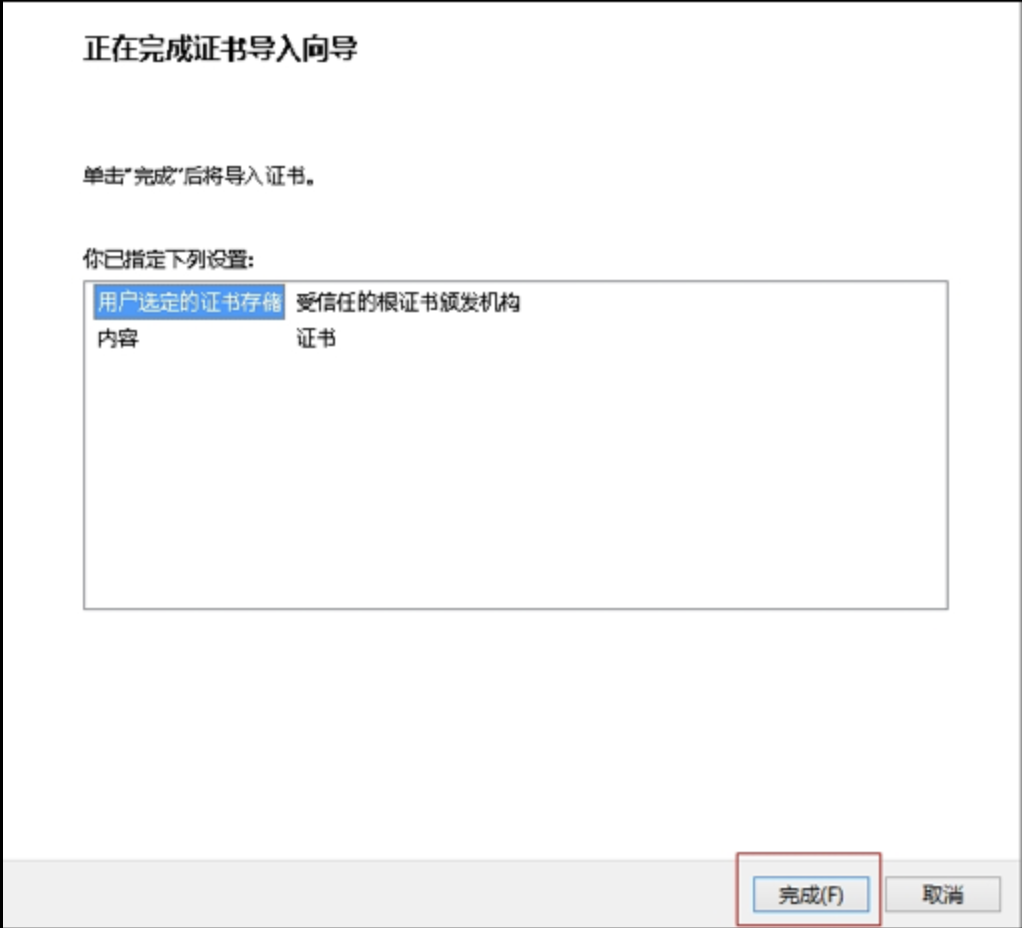 正在完成证书导入向导
单击"完成"后将导入证书。
你已指定下列设置:
用户选定的证书存储 受信任的根证书颁发机构
内容 证书
完成(F) 取消